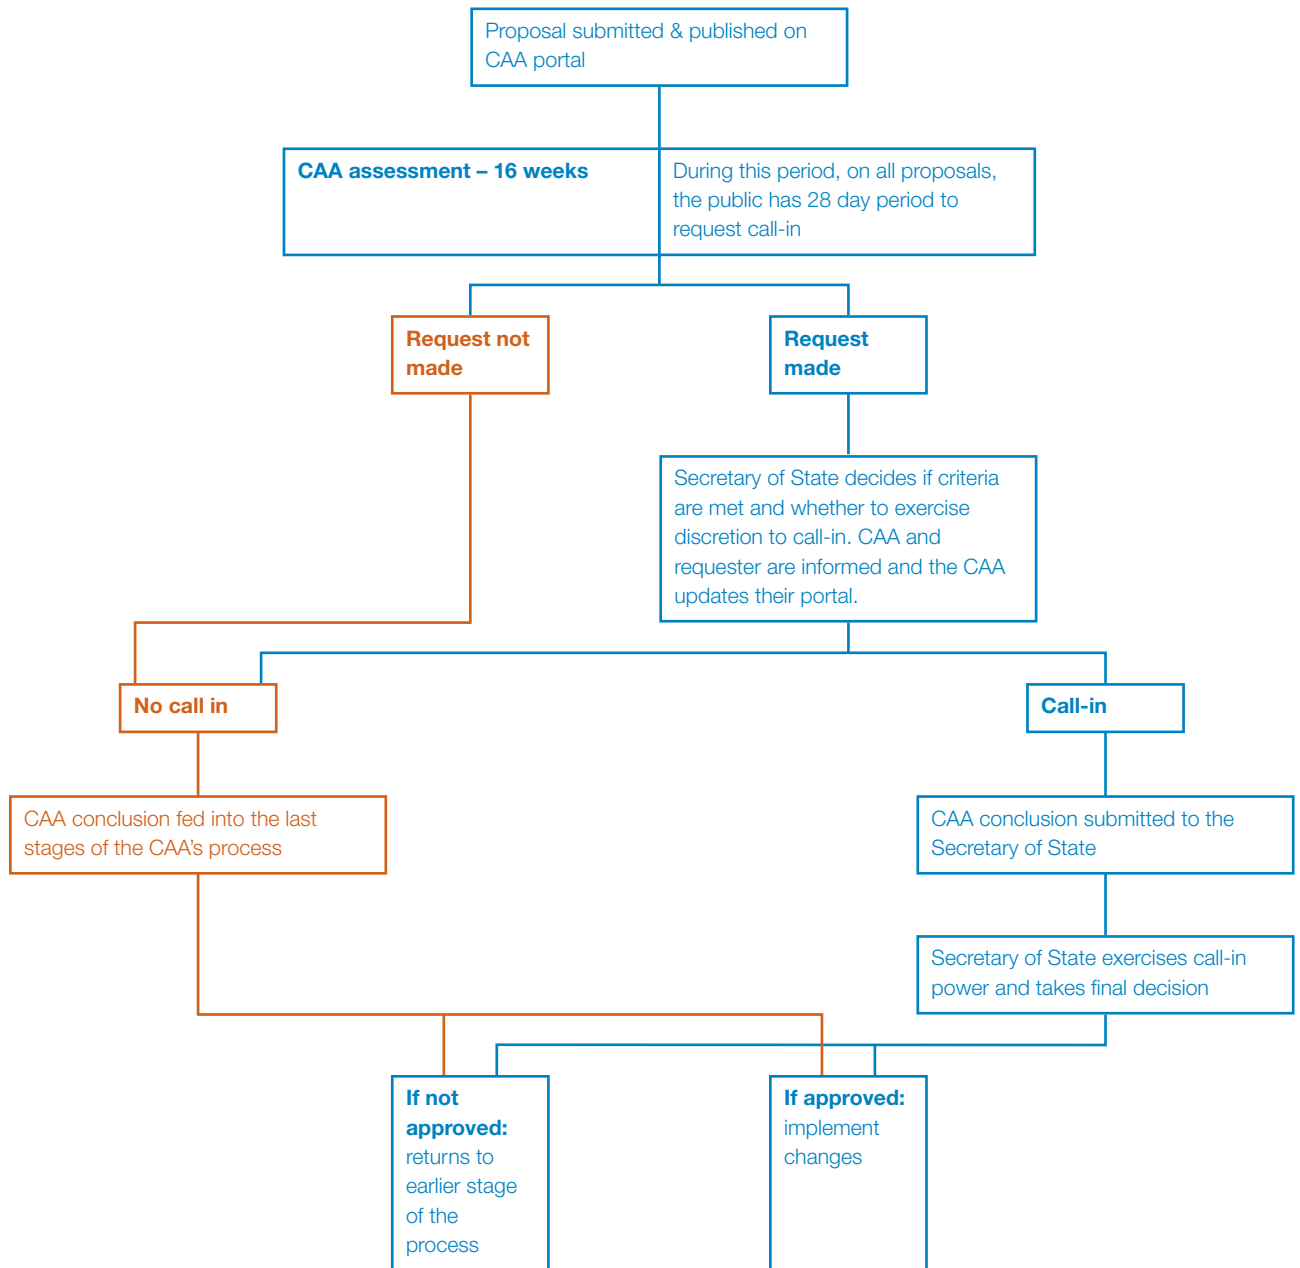 Proposal submitted & published on
CAA portal
CAA assessment – 16 weeks
During this period, on all proposals,
the public has 28 day period to
request call-in
Request not
made
Request
made
Secretary of State decides if criteria
are met and whether to exercise
discretion to call-in. CAA and
requester are informed and the CAA
updates their portal.
No call in
Call-in
CAA conclusion fed into the last
stages of the CAA’s process
CAA conclusion submitted to the
Secretary of State
Secretary of State exercises call-in
power and takes final decision
If not
approved:
returns to
earlier stage
of the
process
If approved:
implement
changes